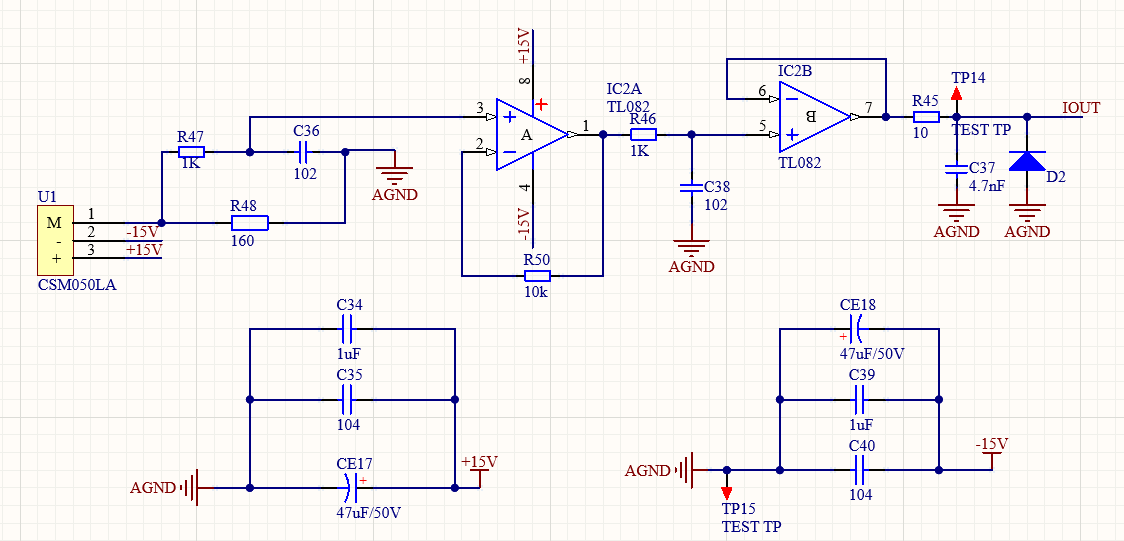 +15V
8
3
2
A
1
4
-15V
IC2A
TL082
R46
1K
R50
10k
IC2B
6
5
B
7
TL082
R45
10
TP14
TEST TP
IOUT
C37
4.7nF
D2
AGND
AGND
C38
102
AGND
R47
1K
C36
102
AGND
R48
160
U1
M
-
+
1
2
3
-15V
+15V
CSM050LA
C34
1uF
C35
104
CE17
+
47uF/50V
AGND
+15V
CE18
+
47uF/50V
C39
1uF
C40
104
AGND
-15V
TP15
TEST TP